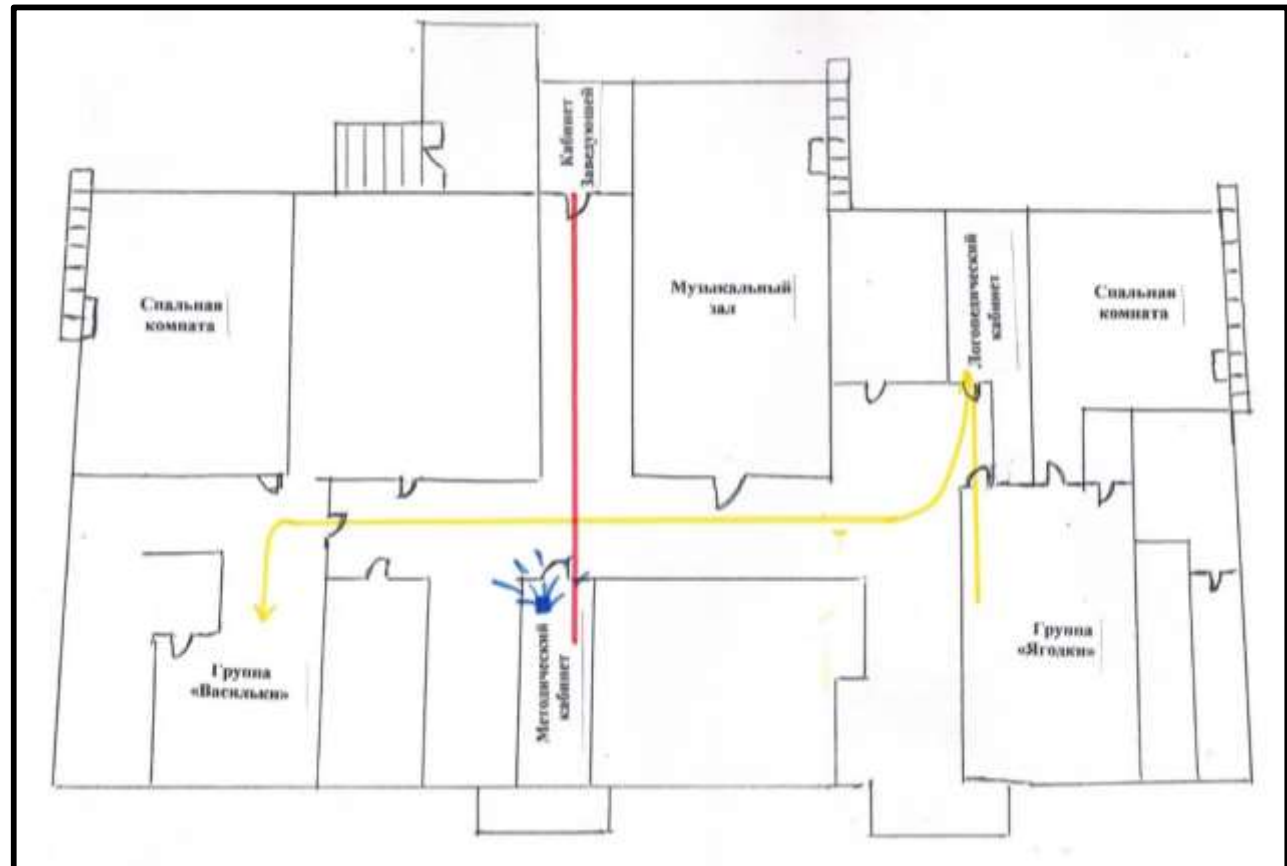 Кабинет
Заведующей
Спальная
комната
Музыкальный
зал
Логопедический
кабинет
Спальная
комната
Группа
«Васильки»
Методический
кабинет
Группа
«Ягодки»